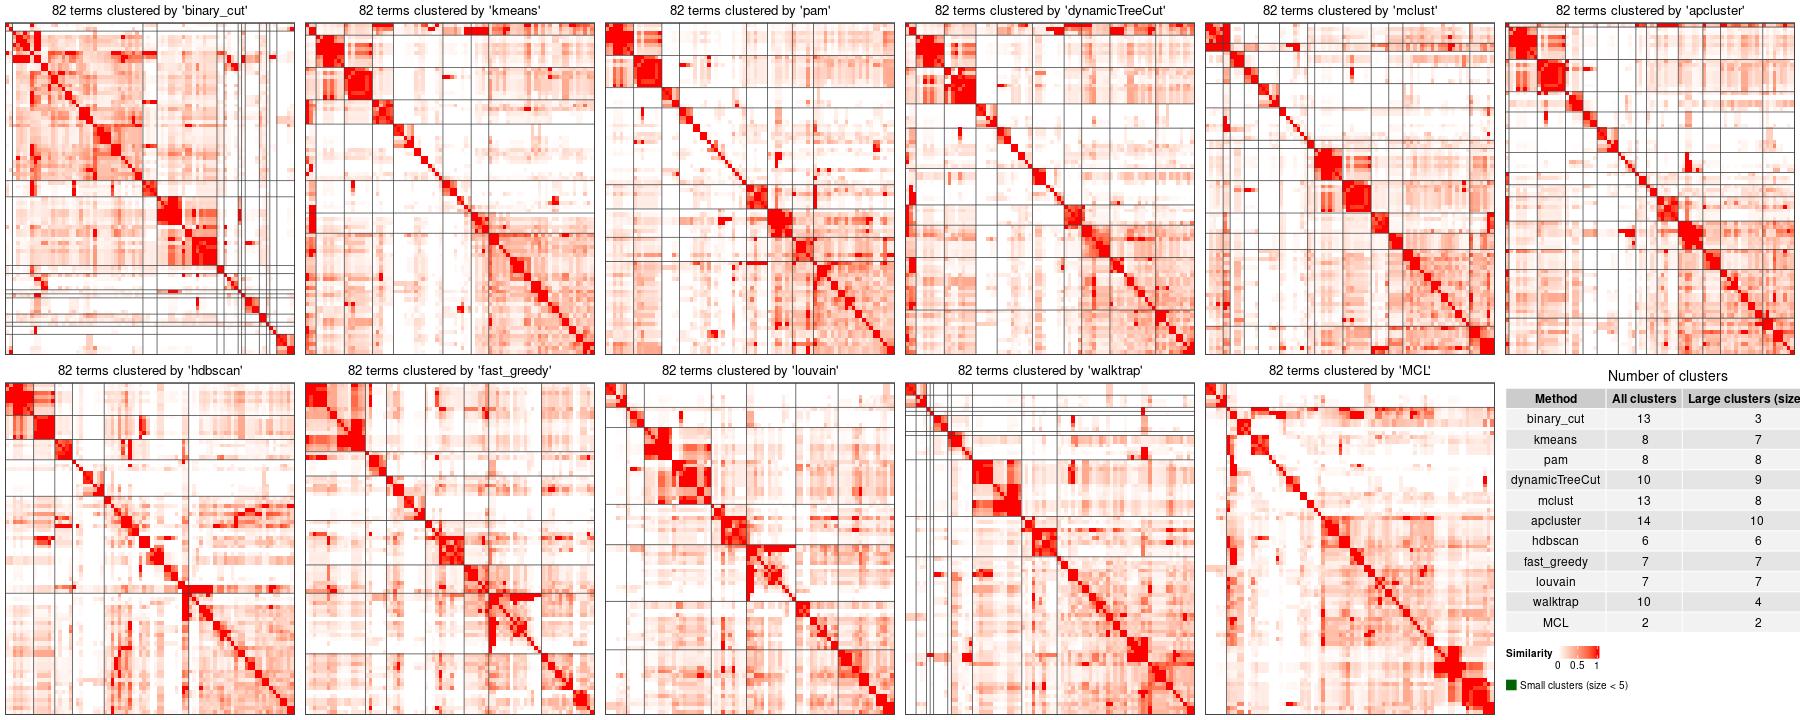 82 terms clustered by 'binary_cut'
82 terms clustered by 'kmeans'
82 terms clustered by 'pam'
82 terms clustered by 'dynamicTreeCut'
82 terms clustered by 'mclust'
82 terms clustered by 'apcluster'
82 terms clustered by 'hdbscan'
82 terms clustered by 'fast_greedy'
82 terms clustered by 'louvain'
82 terms clustered by 'walktrap'
82 terms clustered by 'MCL'
Number of clusters
Method All clusters Large clusters (size
binary_cut 13 3
kmeans 8 7
pam 8 8
dynamicTreeCut 10 9
mclust 13 8
apcluster 14 10
hdbscan 6 6
fast_greedy 7 7
louvain 7 7
walktrap 10 4
MCL 2 2
Similarity
0 0.5 1
Small clusters (size < 5)